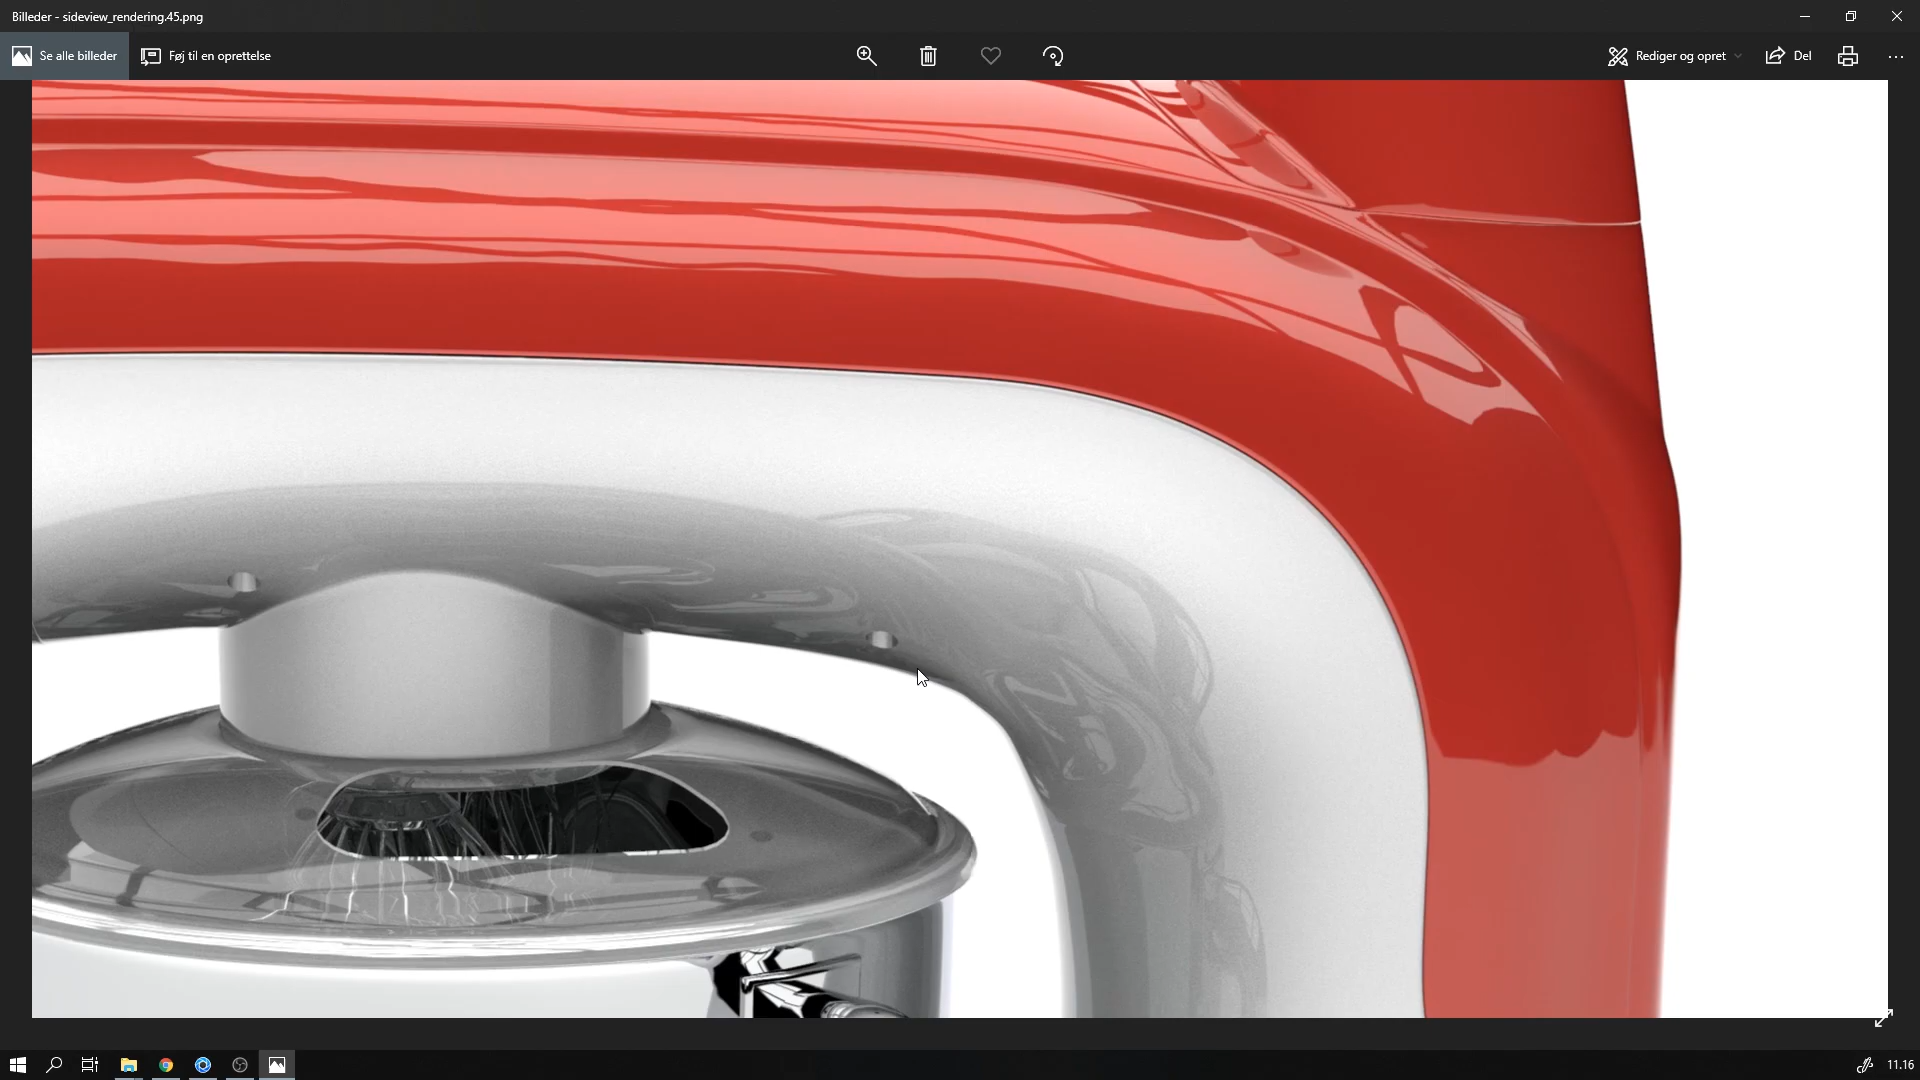 Billeder - sideview_rendering.45.png
Se alle billeder
Føj til en oprettelse
Rediger og opret
Del
11.16